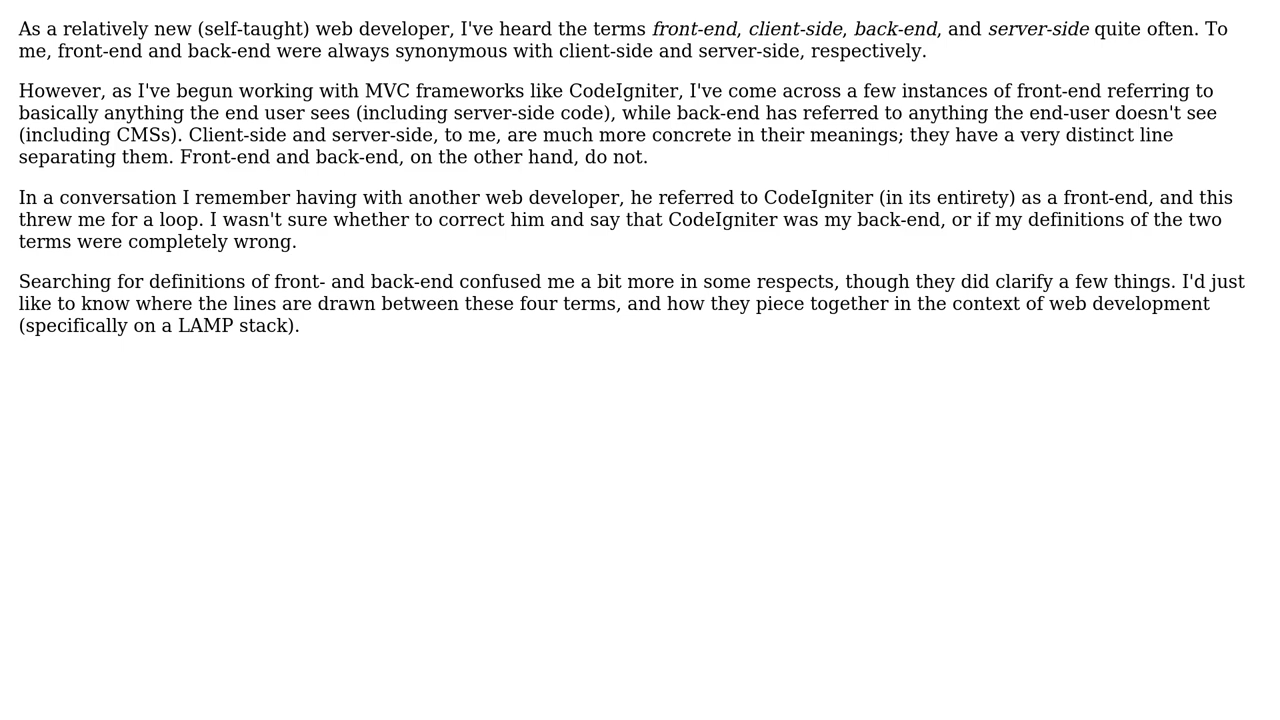 As a relatively new (self-taught) web developer, I've heard the terms front-end, client-side, back-end, and server-side quite often. To
me, front-end and back-end were always synonymous with client-side and server-side, respectively.
However, as I've begun working with MVC frameworks like CodeIgniter, I've come across a few instances of front-end referring to
basically anything the end user sees (including server-side code), while back-end has referred to anything the end-user doesn't see
(including CMSs). Client-side and server-side, to me, are much more concrete in their meanings; they have a very distinct line
separating them. Front-end and back-end, on the other hand, do not.
In a conversation I remember having with another web developer, he referred to CodeIgniter (in its entirety) as a front-end, and this
threw me for a loop. I wasn't sure whether to correct him and say that CodeIgniter was my back-end, or if my definitions of the two
terms were completely wrong.
Searching for definitions of front- and back-end confused me a bit more in some respects, though they did clarify a few things. I'd just
like to know where the lines are drawn between these four terms, and how they piece together in the context of web development
(specifically on a LAMP stack).